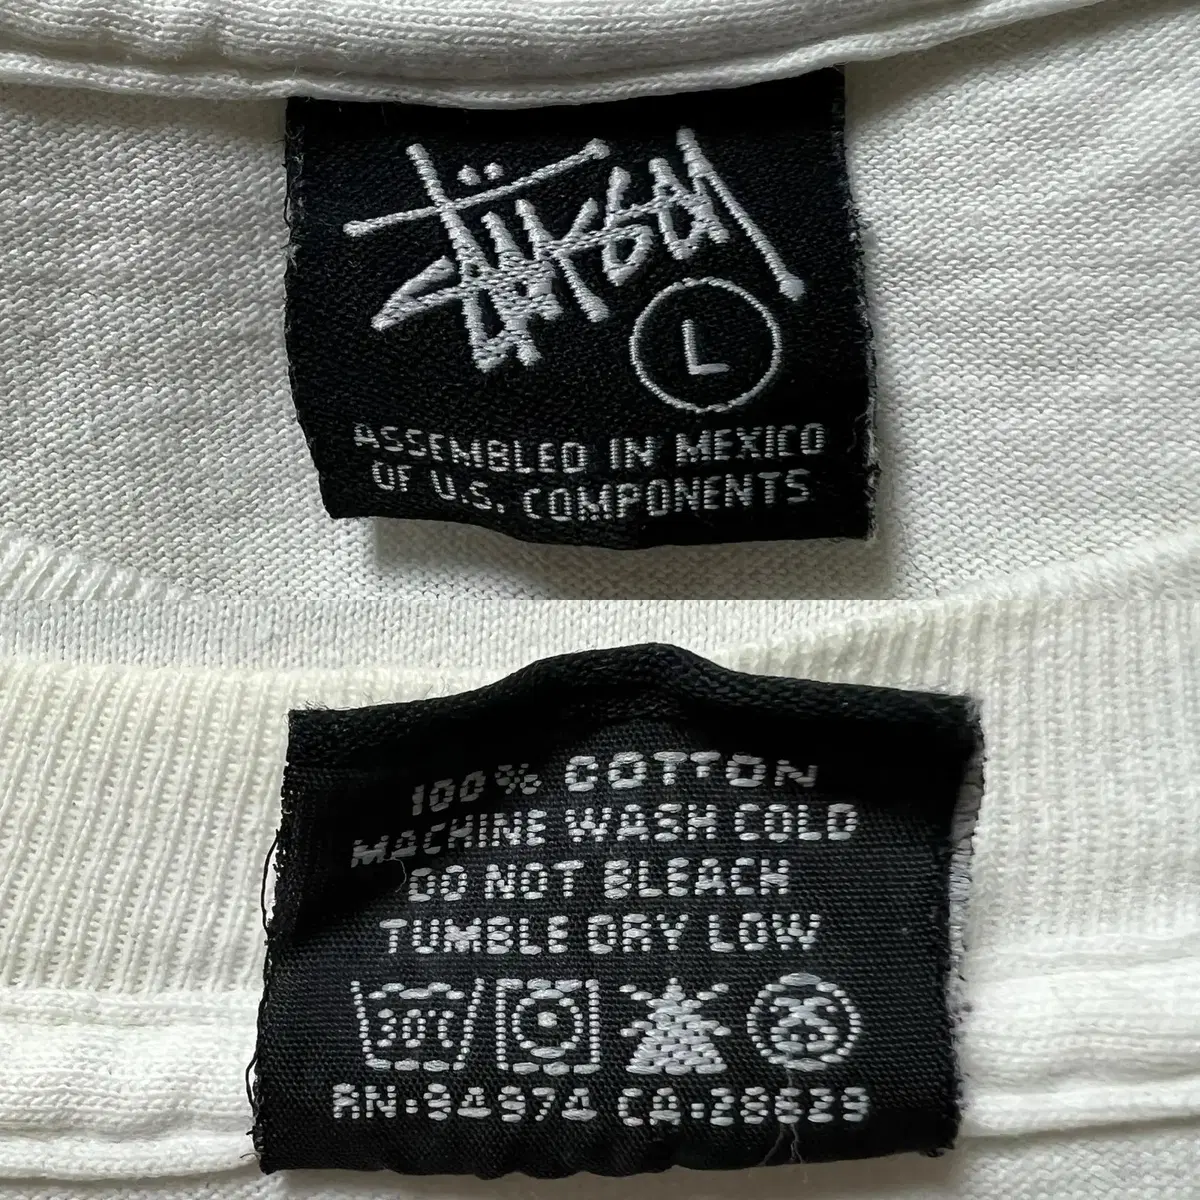 Stüssy
L
ASSEMBLED IN MEXICO
OF U.S. COMPONENTS
100% COTTON
MACHINE WASH COLD
DO NOT BLEACH
TUMBLE DRY LOW
30°C
RN·94974 CA·28629